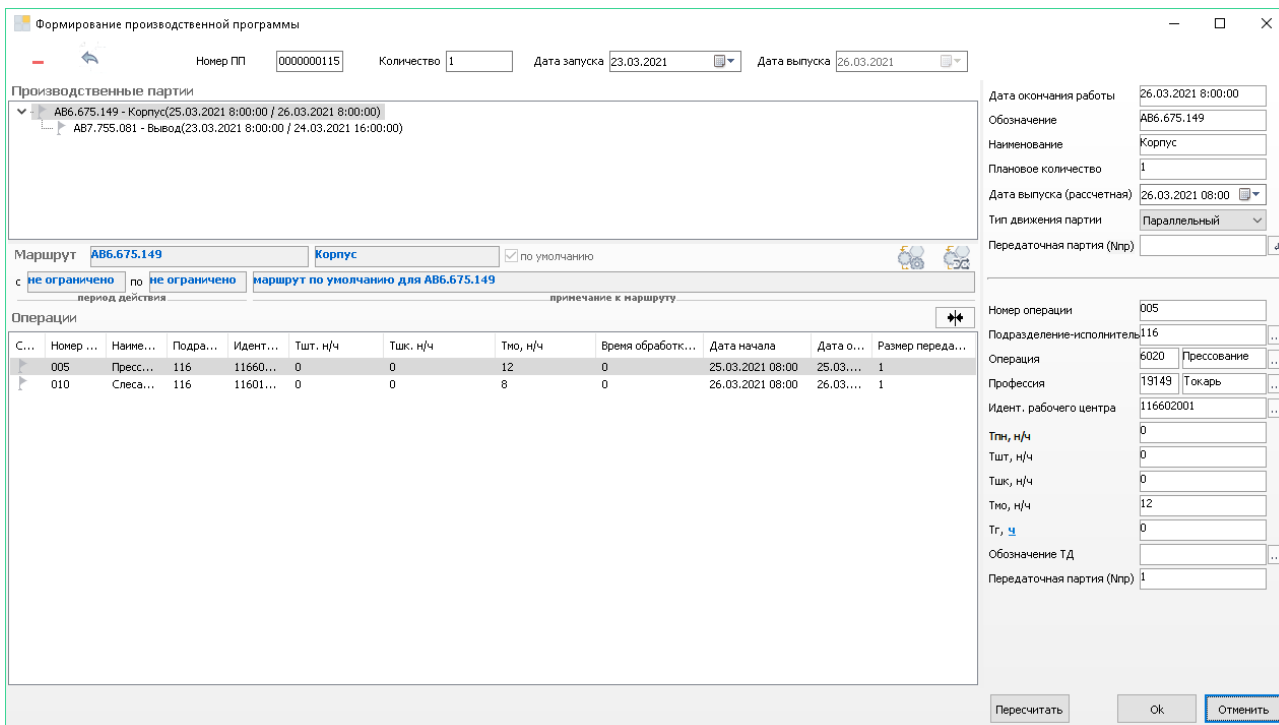 Формирование производственной программы
Номер ПП 0000000115 Количество 1 Дата запуска 23.03.2021 Дата выпуска 26.03.2021
Производственные партии
АВ6.675.149 - Корпус(25.03.2021 8:00:00 / 26.03.2021 8:00:00)
АВ7.755.081 - Вывод(23.03.2021 8:00:00 / 24.03.2021 16:00:00)
Маршрут АВ6.675.149 Корпус по умолчанию
с не ограничено по не ограничено маршрут по умолчанию для АВ6.675.149
период действия примечание к маршруту
Операции
С... Номер ... Наиме... Подра... Идент... Тшт. н/ч Тшк. н/ч Тмо, н/ч Время обработк... Дата начала Дата о... Размер переда...
005 Пресс... 116 11660... 0 0 12 0 25.03.2021 08:00 25.03.... 1
010 Слеса... 116 11601... 0 0 8 0 26.03.2021 08:00 26.03.... 1
Дата окончания работы 26.03.2021 8:00:00
Обозначение АВ6.675.149
Наименование Корпус
Плановое количество 1
Дата выпуска (рассчетная) 26.03.2021 08:00
Тип движения партии Параллельный
Передаточная партия (Nпр)
Номер операции 005
Подразделение-исполнитель 116 ...
Операция 6020 Прессование ...
Профессия 19149 Токарь ...
Идент. рабочего центра 116602001 ...
Тпн, н/ч 0
Тшт, н/ч 0
Тшк, н/ч 0
Тмо, н/ч 12
Тг, ч 0
Обозначение ТД ...
Передаточная партия (Nпр) 1
Пересчитать Ok Отменить